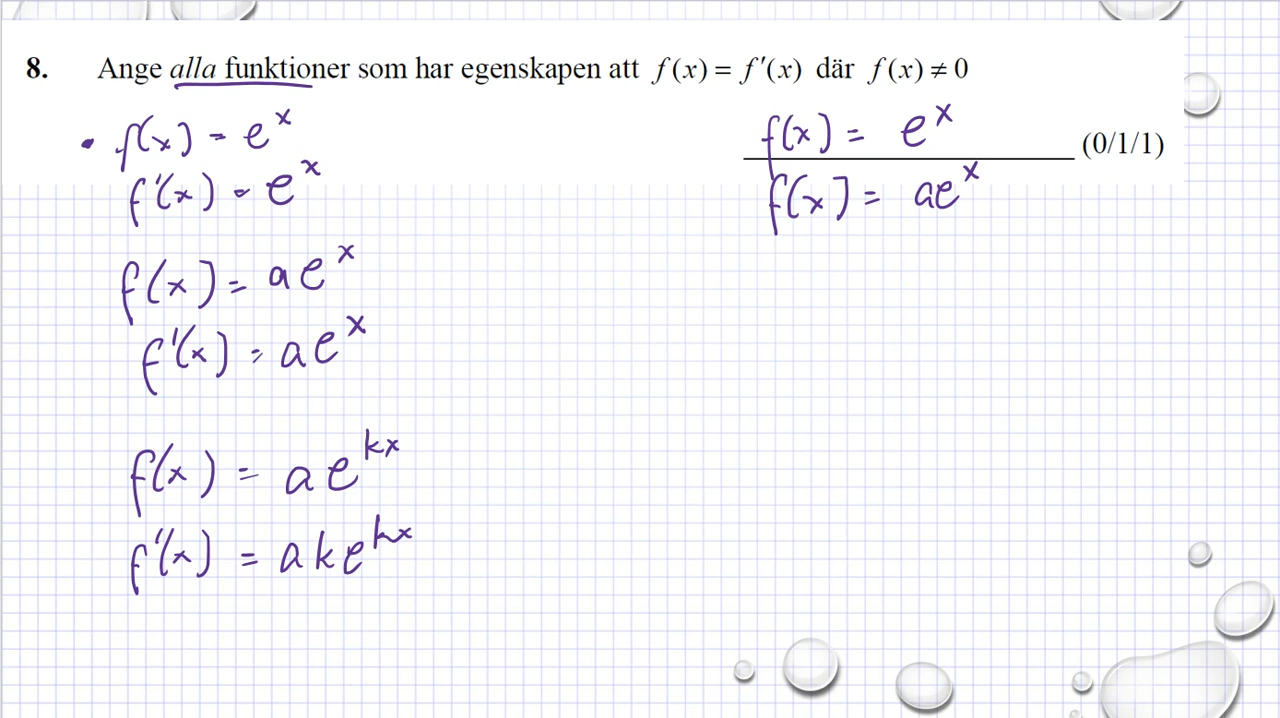 8. Ange alla funktioner som har egenskapen att f(x) = f'(x) där f(x) ≠ 0
f(x) = e^x
(0/1/1)
f(x) = ae^x
• f(x) = e^x
f'(x) = e^x
f(x) = ae^x
f'(x) = ae^x
f(x) = ae^kx
f'(x) = ake^kx